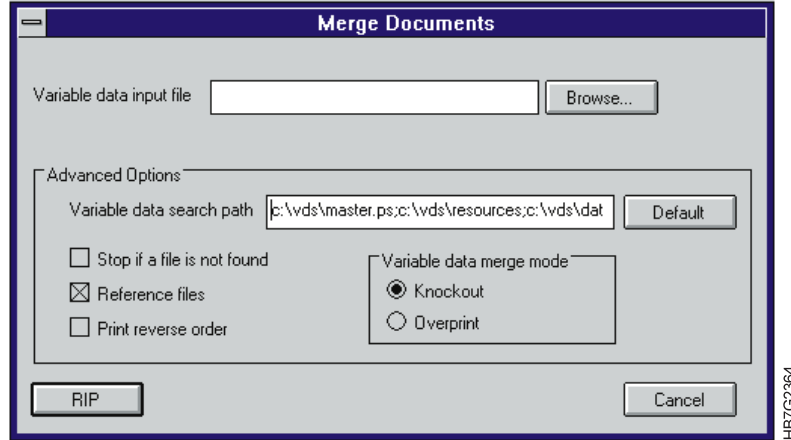 Merge Documents
Variable data input file Browse...
Advanced Options
Variable data search path c:\vds\master.ps;c:\vds\resources;c:\vds\dat Default
Stop if a file is not found
Variable data merge mode
Reference files
Knockout
Print reverse order
Overprint
RIP Cancel
HB7G2364